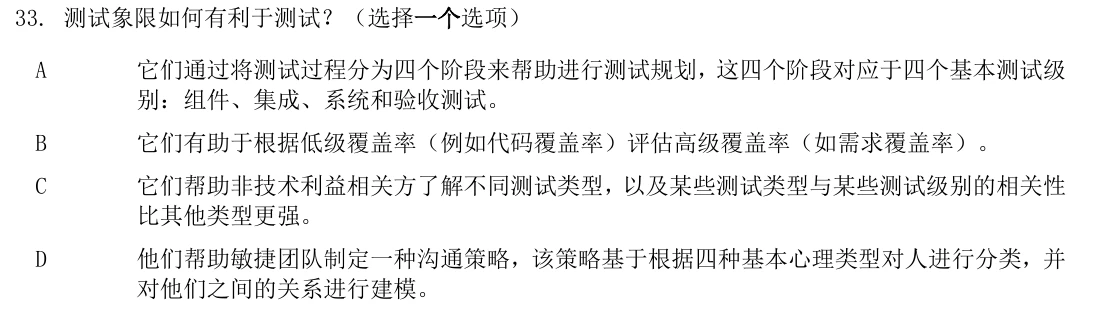 33. 测试象限如何有利于测试？（选择一个选项）
A 它们通过将测试过程分为四个阶段来帮助进行测试规划，这四个阶段对应于四个基本测试级
别：组件、集成、系统和验收测试。
B 它们有助于根据低级覆盖率（例如代码覆盖率）评估高级覆盖率（如需求覆盖率）。
C 它们帮助非技术利益相关方了解不同测试类型，以及某些测试类型与某些测试级别的相关性
比其他类型更强。
D 他们帮助敏捷团队制定一种沟通策略，该策略基于根据四种基本心理类型对人进行分类，并
对他们之间的关系进行建模。